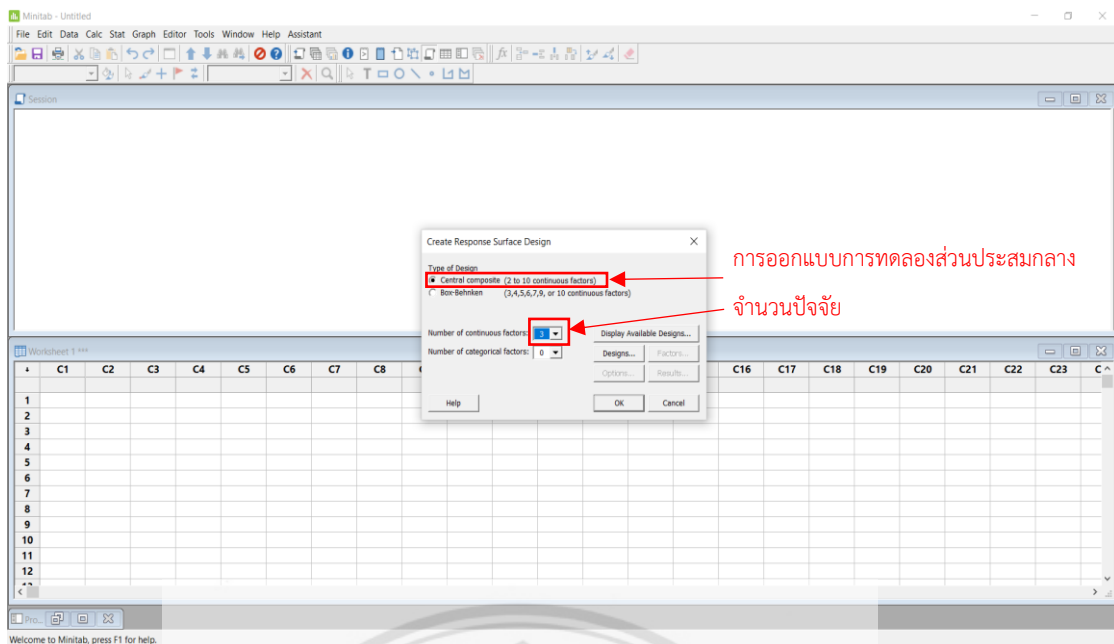 Minitab - Untitled
File Edit Data Calc Stat Graph Editor Tools Window Help Assistant
Session
Create Response Surface Design
Type of Design
Central composite (2 to 10 continuous factors)
Box-Behnken (3,4,5,6,7,9, or 10 continuous factors)
การออกแบบการทดลองส่วนประสมกลาง
จำนวนปัจจัย
Number of continuous factors: 3 Display Available Designs...
Number of categorical factors: 0 Designs... Factors...
Options... Results...
Help OK Cancel
Worksheet 1 ***
C1 C2 C3 C4 C5 C6 C7 C8 C16 C17 C18 C19 C20 C21 C22 C23
1
2
3
4
5
6
7
8
9
10
11
12
Pro...
Welcome to Minitab, press F1 for help.